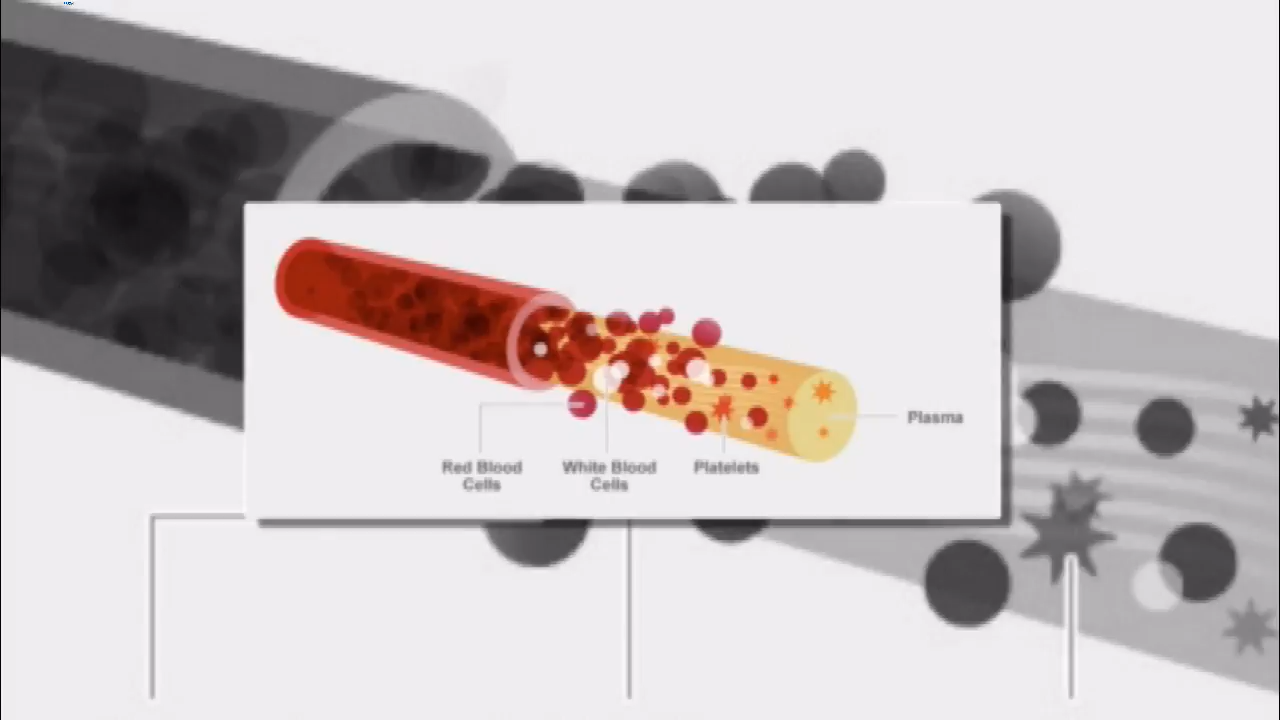 Plasma
Red Blood
Cells
White Blood
Cells
Platelets